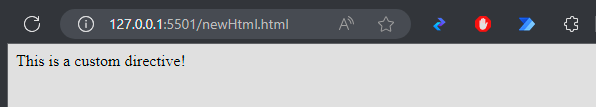 127.0.0.1:5501/newHtml.html
This is a custom directive!